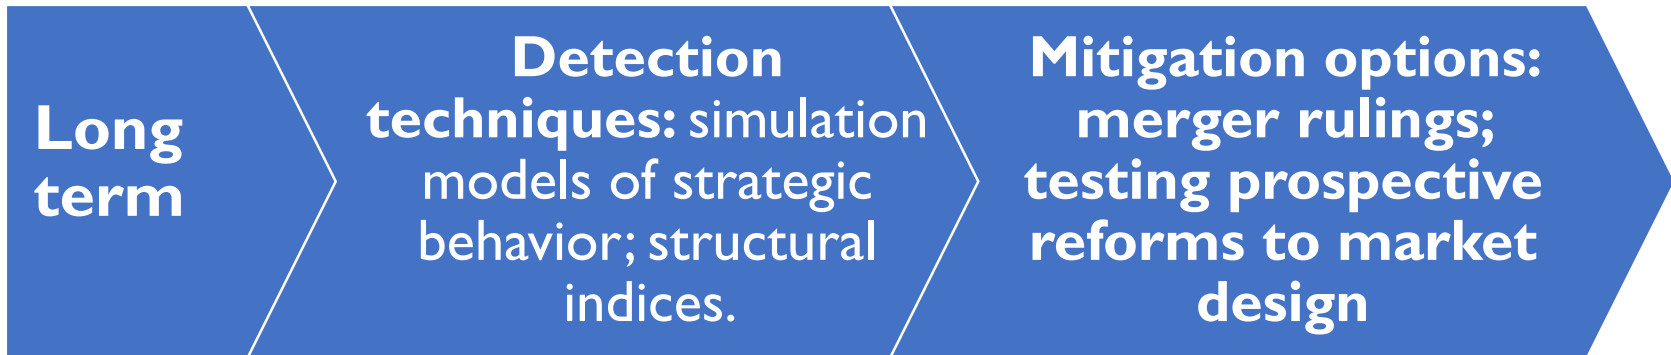 Long
term
Detection
techniques: simulation
models of strategic
behavior; structural
indices.
Mitigation options:
merger rulings;
testing prospective
reforms to market
design